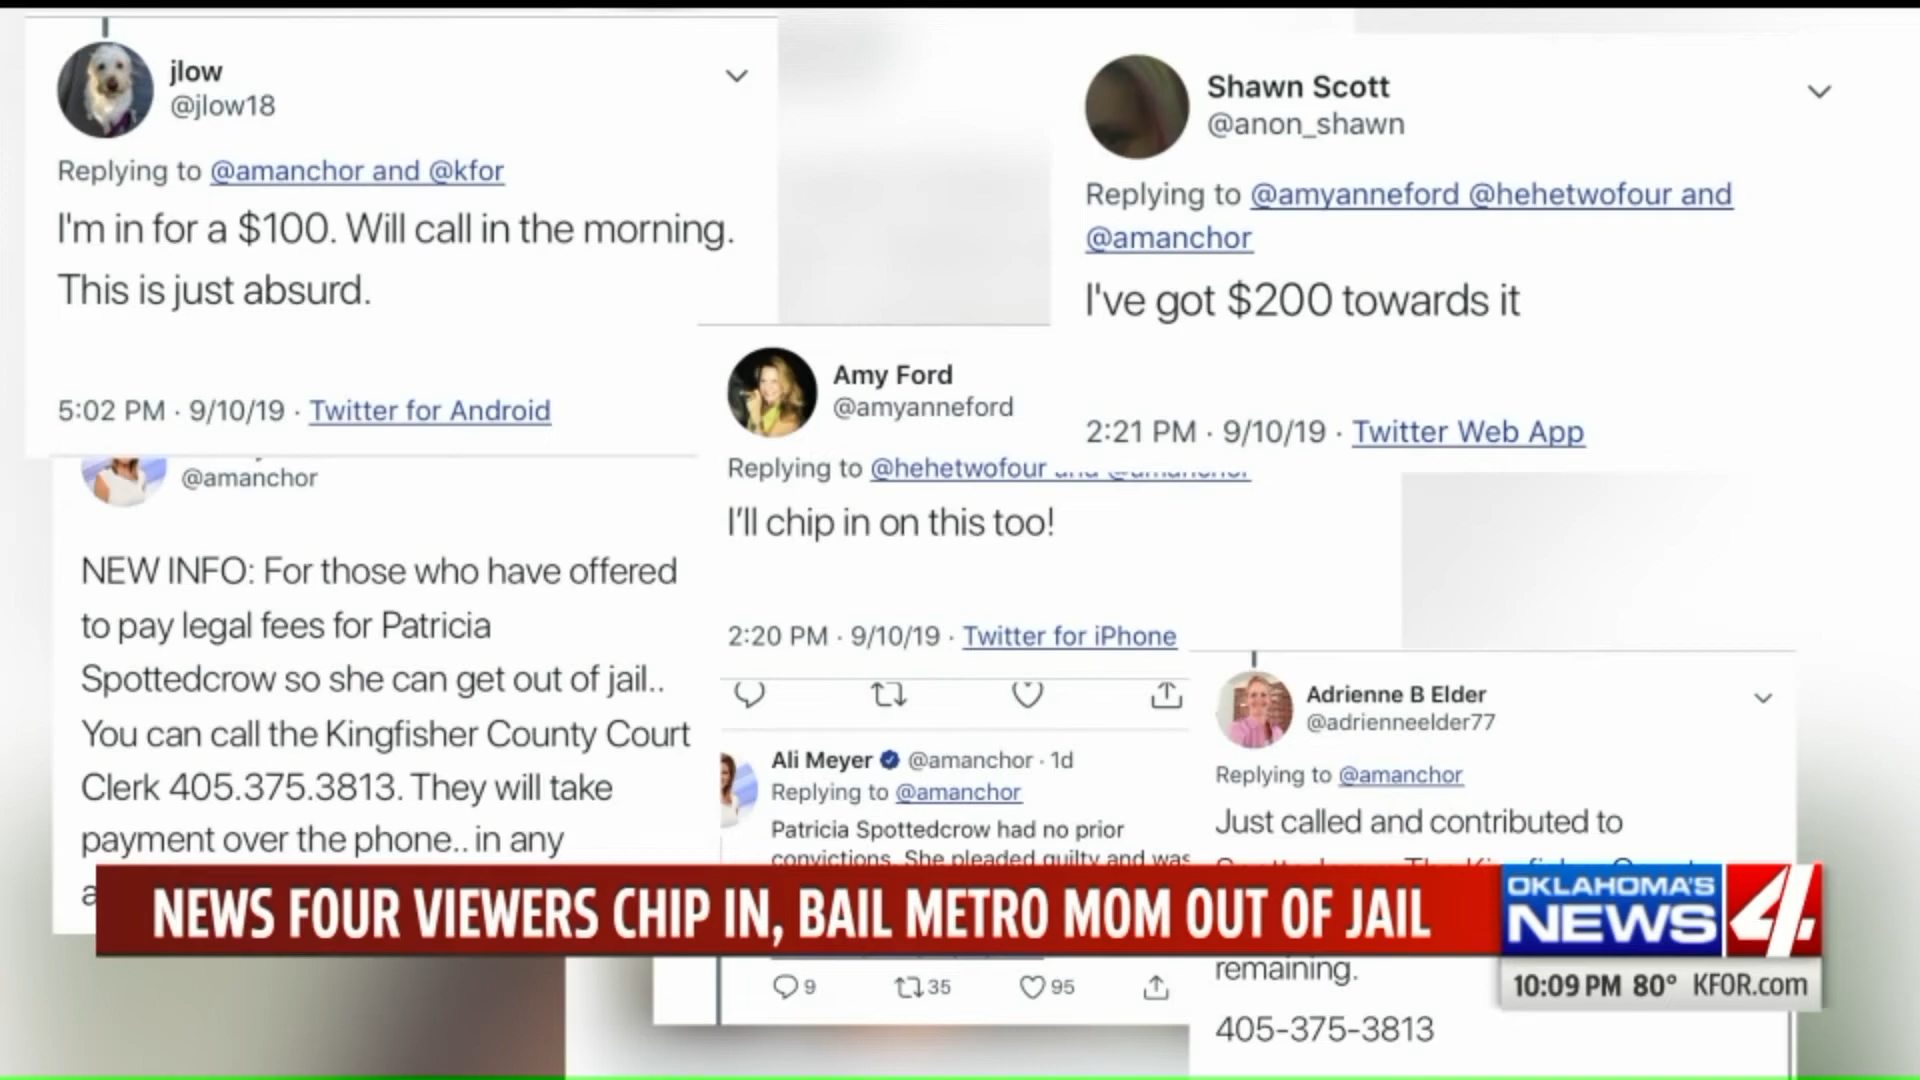 jlow
@jlow18
Replying to @amanchor and @kfor
I'm in for a $100. Will call in the morning.
This is just absurd.
5:02 PM · 9/10/19 · Twitter for Android
Shawn Scott
@anon_shawn
Replying to @amyanneford @hehetwofour and
@amanchor
I've got $200 towards it
2:21 PM · 9/10/19 · Twitter Web App
Amy Ford
@amyanneford
Replying to @hehetwofour and @amanchor
I'll chip in on this too!
2:20 PM · 9/10/19 · Twitter for iPhone
@amanchor
NEW INFO: For those who have offered
to pay legal fees for Patricia
Spottedcrow so she can get out of jail..
You can call the Kingfisher County Court
Clerk 405.375.3813. They will take
payment over the phone.. in any
Ali Meyer @amanchor · 1d
Replying to @amanchor
Patricia Spottedcrow had no prior
convictions. She pleaded guilty and was
9 35 95
Adrienne B Elder
@adrienneelder77
Replying to @amanchor
Just called and contributed to
remaining.
405-375-3813
NEWS FOUR VIEWERS CHIP IN, BAIL METRO MOM OUT OF JAIL
OKLAHOMA'S
NEWS 4
10:09 PM 80° KFOR.com